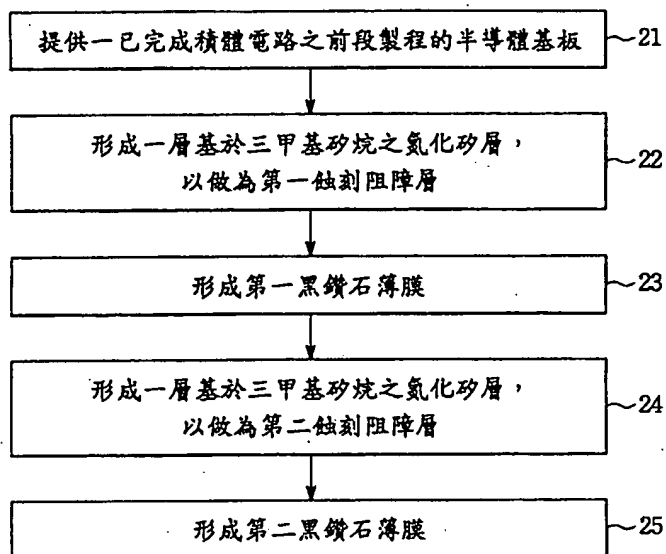 提供一已完成積體電路之前段製程的半導體基板 ~21
形成一層基於三甲基矽烷之氮化矽層，
以做為第一蝕刻阻障層 ~22
形成第一黑鑽石薄膜 ~23
形成一層基於三甲基矽烷之氮化矽層，
以做為第二蝕刻阻障層 ~24
形成第二黑鑽石薄膜 ~25